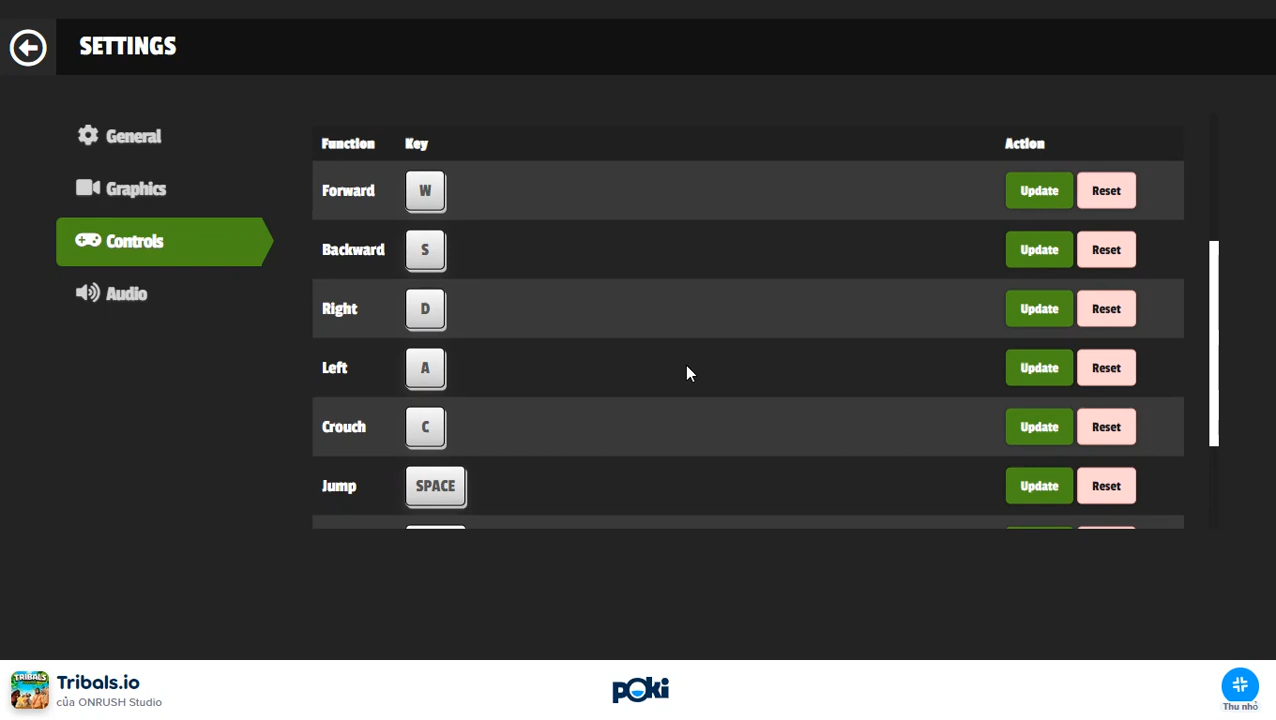 SETTINGS
General
Graphics
Controls
Audio
Function Key Action
Forward W Update Reset
Backward S Update Reset
Right D Update Reset
Left A Update Reset
Crouch C Update Reset
Jump SPACE Update Reset
TRIBALS
Tribals.io
của ONRUSH Studio
POKi
Thu nhỏ